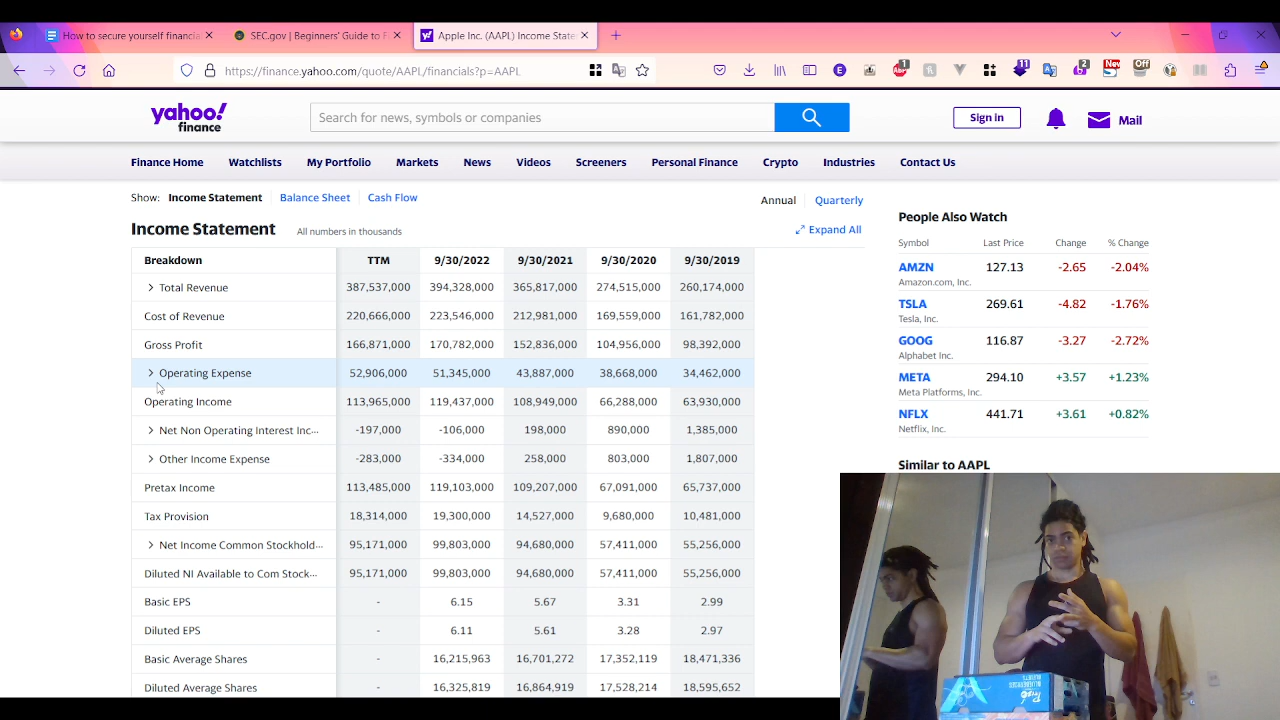 How to secure yourself financia
SEC.gov | Beginners' Guide to F
Apple Inc. (AAPL) Income State
https://finance.yahoo.com/quote/AAPL/financials?p=AAPL
1
11
2
New
Off
yahoo!
finance
Search for news, symbols or companies
Sign in
Mail
Finance Home Watchlists My Portfolio Markets News Videos Screeners Personal Finance Crypto Industries Contact Us
Show: Income Statement Balance Sheet Cash Flow
Annual Quarterly
Income Statement All numbers in thousands
Expand All
Breakdown TTM 9/30/2022 9/30/2021 9/30/2020 9/30/2019
Total Revenue 387,537,000 394,328,000 365,817,000 274,515,000 260,174,000
Cost of Revenue 220,666,000 223,546,000 212,981,000 169,559,000 161,782,000
Gross Profit 166,871,000 170,782,000 152,836,000 104,956,000 98,392,000
Operating Expense 52,906,000 51,345,000 43,887,000 38,668,000 34,462,000
Operating Income 113,965,000 119,437,000 108,949,000 66,288,000 63,930,000
Net Non Operating Interest Inc... -197,000 -106,000 198,000 890,000 1,385,000
Other Income Expense -283,000 -334,000 258,000 803,000 1,807,000
Pretax Income 113,485,000 119,103,000 109,207,000 67,091,000 65,737,000
Tax Provision 18,314,000 19,300,000 14,527,000 9,680,000 10,481,000
Net Income Common Stockhold... 95,171,000 99,803,000 94,680,000 57,411,000 55,256,000
Diluted NI Available to Com Stock... 95,171,000 99,803,000 94,680,000 57,411,000 55,256,000
Basic EPS - 6.15 5.67 3.31 2.99
Diluted EPS - 6.11 5.61 3.28 2.97
Basic Average Shares - 16,215,963 16,701,272 17,352,119 18,471,336
Diluted Average Shares - 16,325,819 16,864,919 17,528,214 18,595,652
People Also Watch
Symbol Last Price Change % Change
AMZN 127.13 -2.65 -2.04%
Amazon.com, Inc.
TSLA 269.61 -4.82 -1.76%
Tesla, Inc.
GOOG 116.87 -3.27 -2.72%
Alphabet Inc.
META 294.10 +3.57 +1.23%
Meta Platforms, Inc.
NFLX 441.71 +3.61 +0.82%
Netflix, Inc.
Similar to AAPL